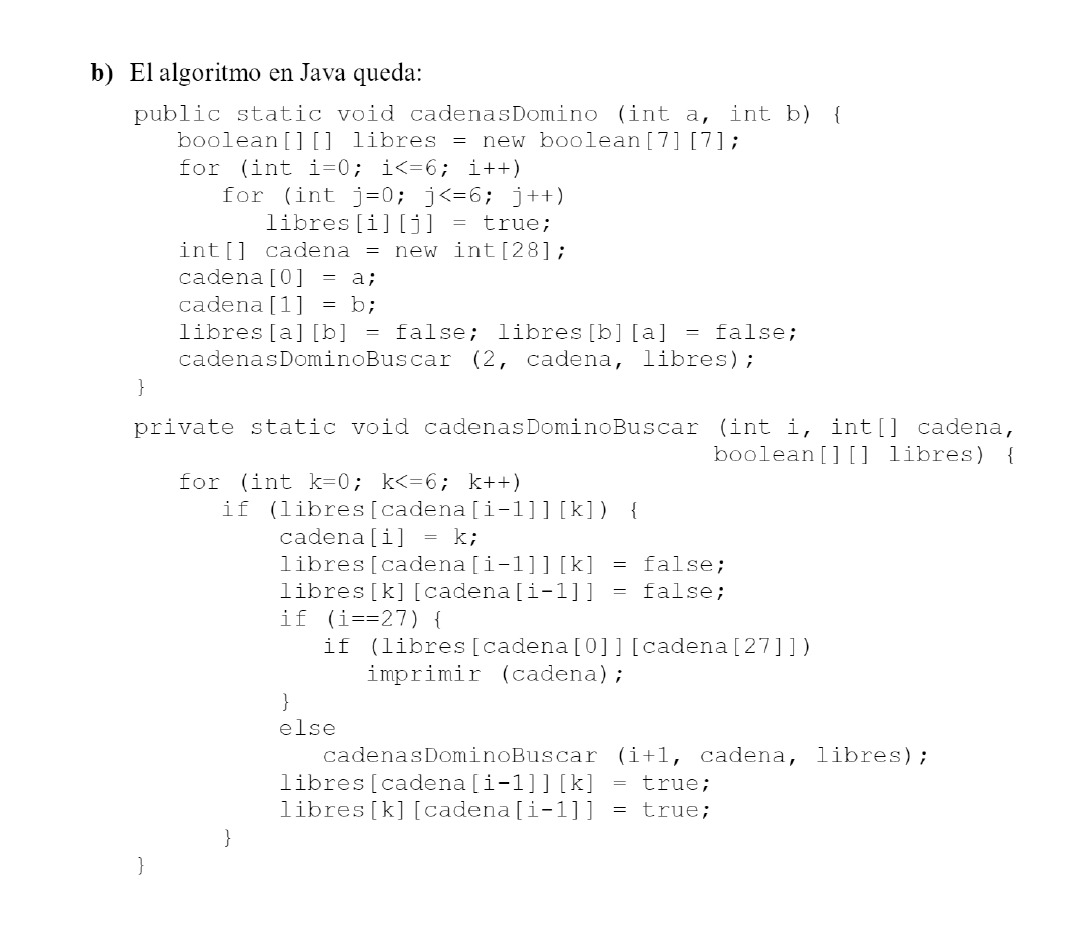 b) El algoritmo en Java queda:
public static void cadenasDomino (int a, int b) {
boolean[][] libres = new boolean[7][7];
for (int i=0; i<=6; i++)
for (int j=0; j<=6; j++)
libres[i][j] = true;
int[] cadena = new int[28];
cadena[0] = a;
cadena[1] = b;
libres[a][b] = false; libres[b][a] = false;
cadenasDominoBuscar (2, cadena, libres);
}
private static void cadenasDominoBuscar (int i, int[] cadena,
boolean[][] libres) {
for (int k=0; k<=6; k++)
if (libres[cadena[i-1]][k]) {
cadena[i] = k;
libres[cadena[i-1]][k] = false;
libres[k][cadena[i-1]] = false;
if (i==27) {
if (libres[cadena[0]][cadena[27]])
imprimir (cadena);
}
else
cadenasDominoBuscar (i+1, cadena, libres);
libres[cadena[i-1]][k] = true;
libres[k][cadena[i-1]] = true;
}
}